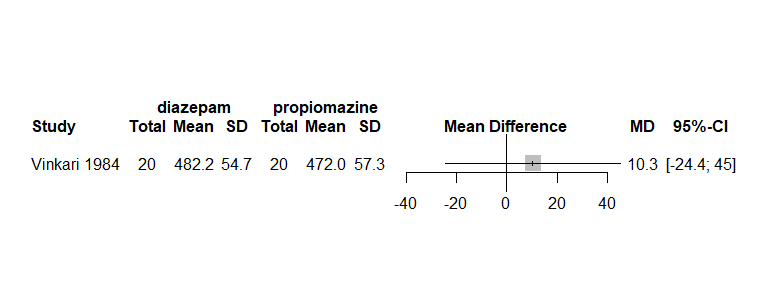 diazepam propiomazine
Study Total Mean SD Total Mean SD Mean Difference MD 95%-CI
Vinkari 1984 20 482.2 54.7 20 472.0 57.3 10.3 [-24.4; 45]
-40 -20 0 20 40